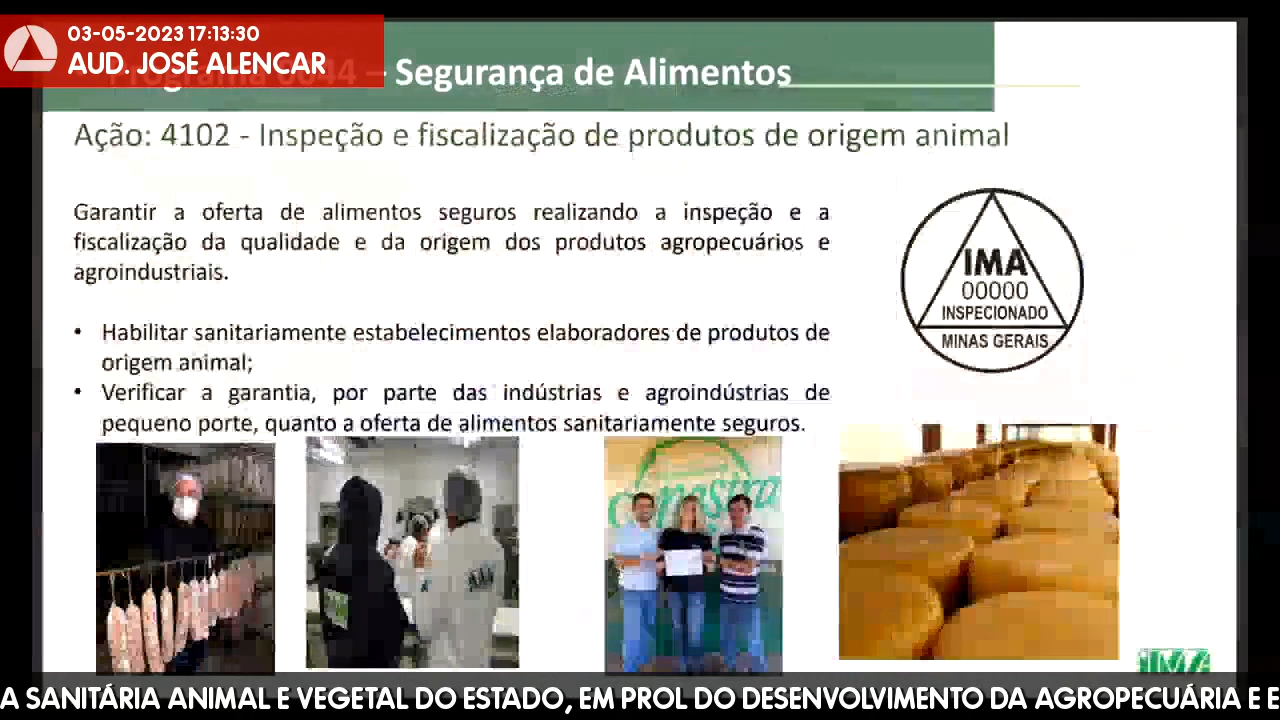 03-05-2023 17:13:30
AUD. JOSÉ ALENCAR
– Segurança de Alimentos
Ação: 4102 - Inspeção e fiscalização de produtos de origem animal
Garantir a oferta de alimentos seguros realizando a inspeção e a
fiscalização da qualidade e da origem dos produtos agropecuários e
agroindustriais.
• Habilitar sanitariamente estabelecimentos elaboradores de produtos de
origem animal;
• Verificar a garantia, por parte das indústrias e agroindústrias de
pequeno porte, quanto a oferta de alimentos sanitariamente seguros.
IMA
00000
INSPECIONADO
MINAS GERAIS
IMA
A SANITÁRIA ANIMAL E VEGETAL DO ESTADO, EM PROL DO DESENVOLVIMENTO DA AGROPECUÁRIA E E